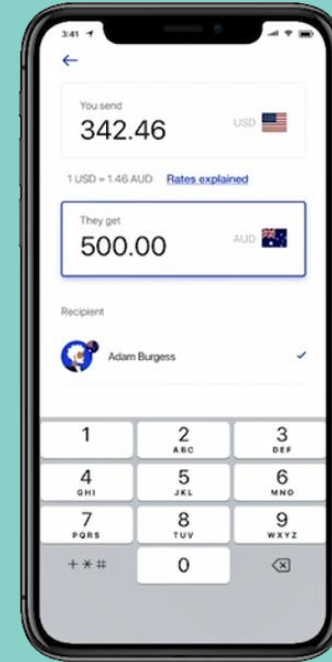 3:41
You send
342.46 USD
1 USD = 1.46 AUD Rates explained
They get
500.00 AUD
Recipient
Adam Burgess
1 2 3
ABC DEF
4 5 6
GHI JKL MNO
7 8 9
PQRS TUV WXYZ
+ * # 0